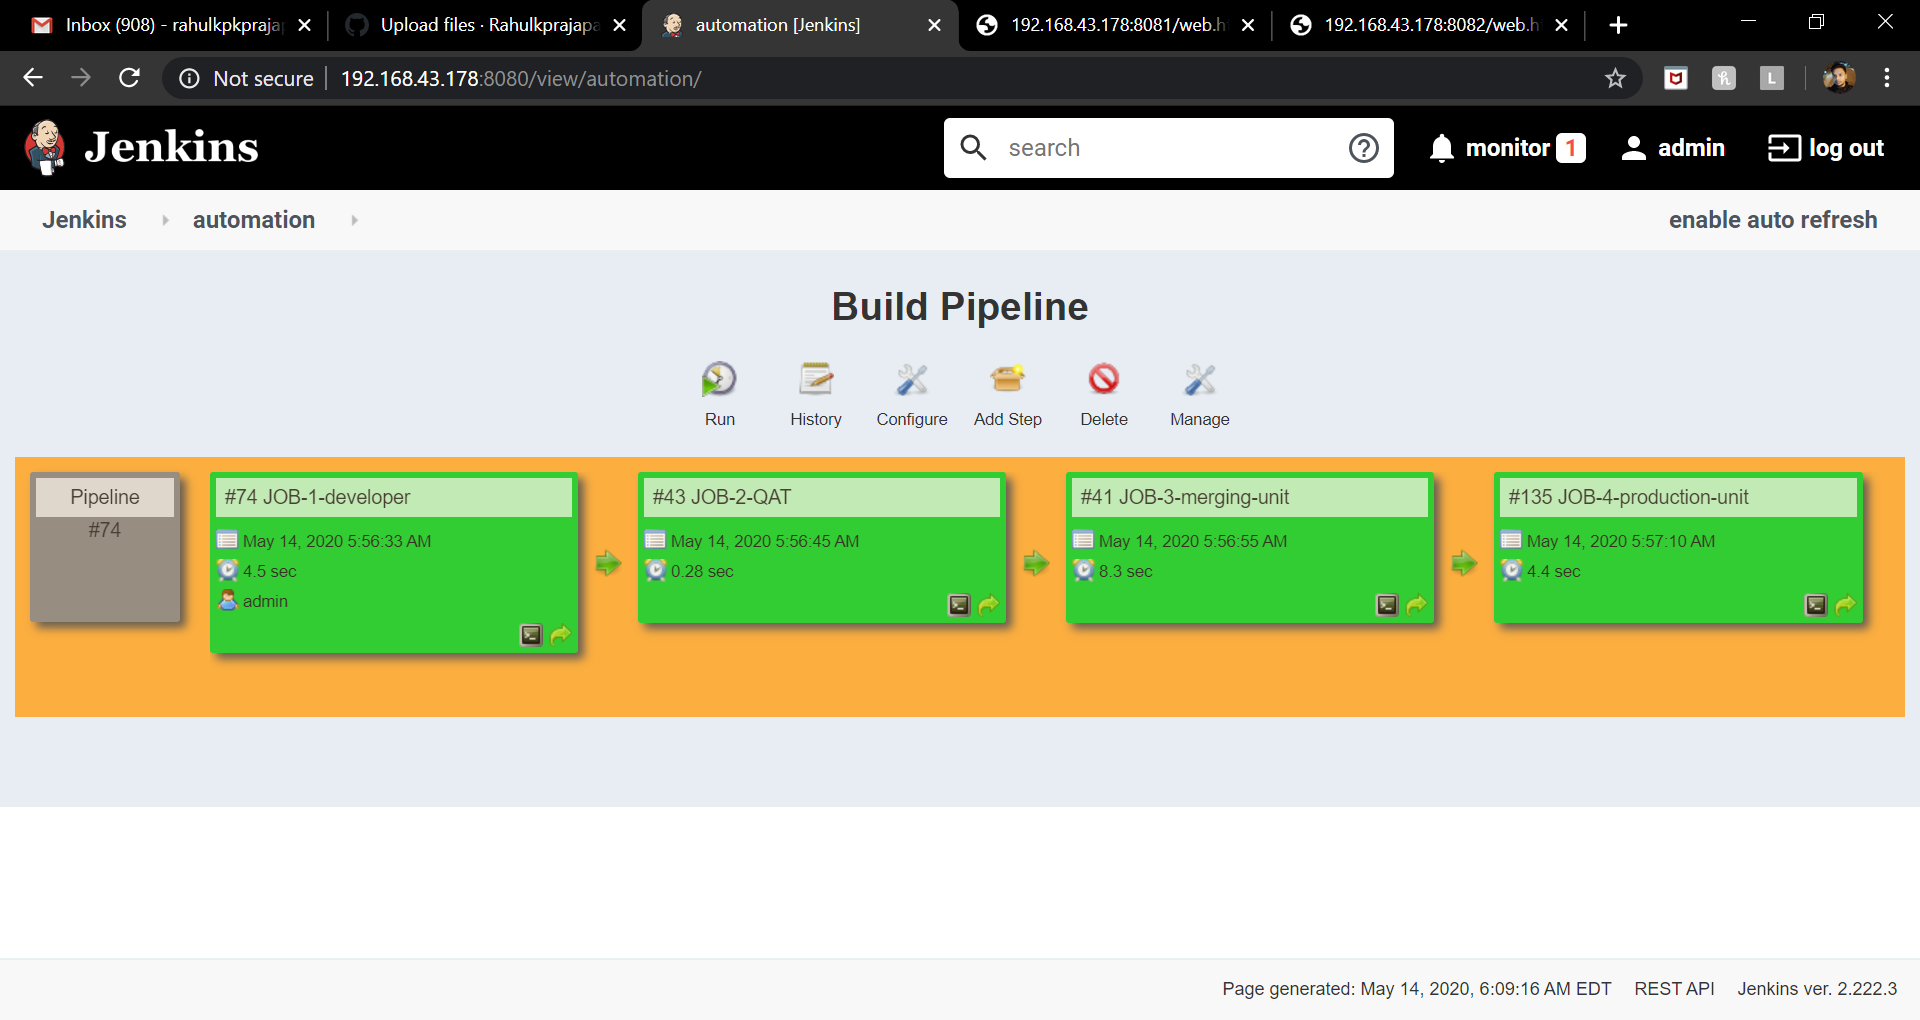 Inbox (908) - rahulkpkpraja
Upload files · Rahulkprajapa
automation [Jenkins]
192.168.43.178:8081/web.h
192.168.43.178:8082/web.h
Not secure
192.168.43.178:8080/view/automation/
L
Jenkins
search
monitor 1
admin
log out
Jenkins
automation
enable auto refresh
Build Pipeline
Run
History
Configure
Add Step
Delete
Manage
Pipeline
#74
#74 JOB-1-developer
May 14, 2020 5:56:33 AM
4.5 sec
admin
#43 JOB-2-QAT
May 14, 2020 5:56:45 AM
0.28 sec
#41 JOB-3-merging-unit
May 14, 2020 5:56:55 AM
8.3 sec
#135 JOB-4-production-unit
May 14, 2020 5:57:10 AM
4.4 sec
Page generated: May 14, 2020, 6:09:16 AM EDT
REST API
Jenkins ver. 2.222.3